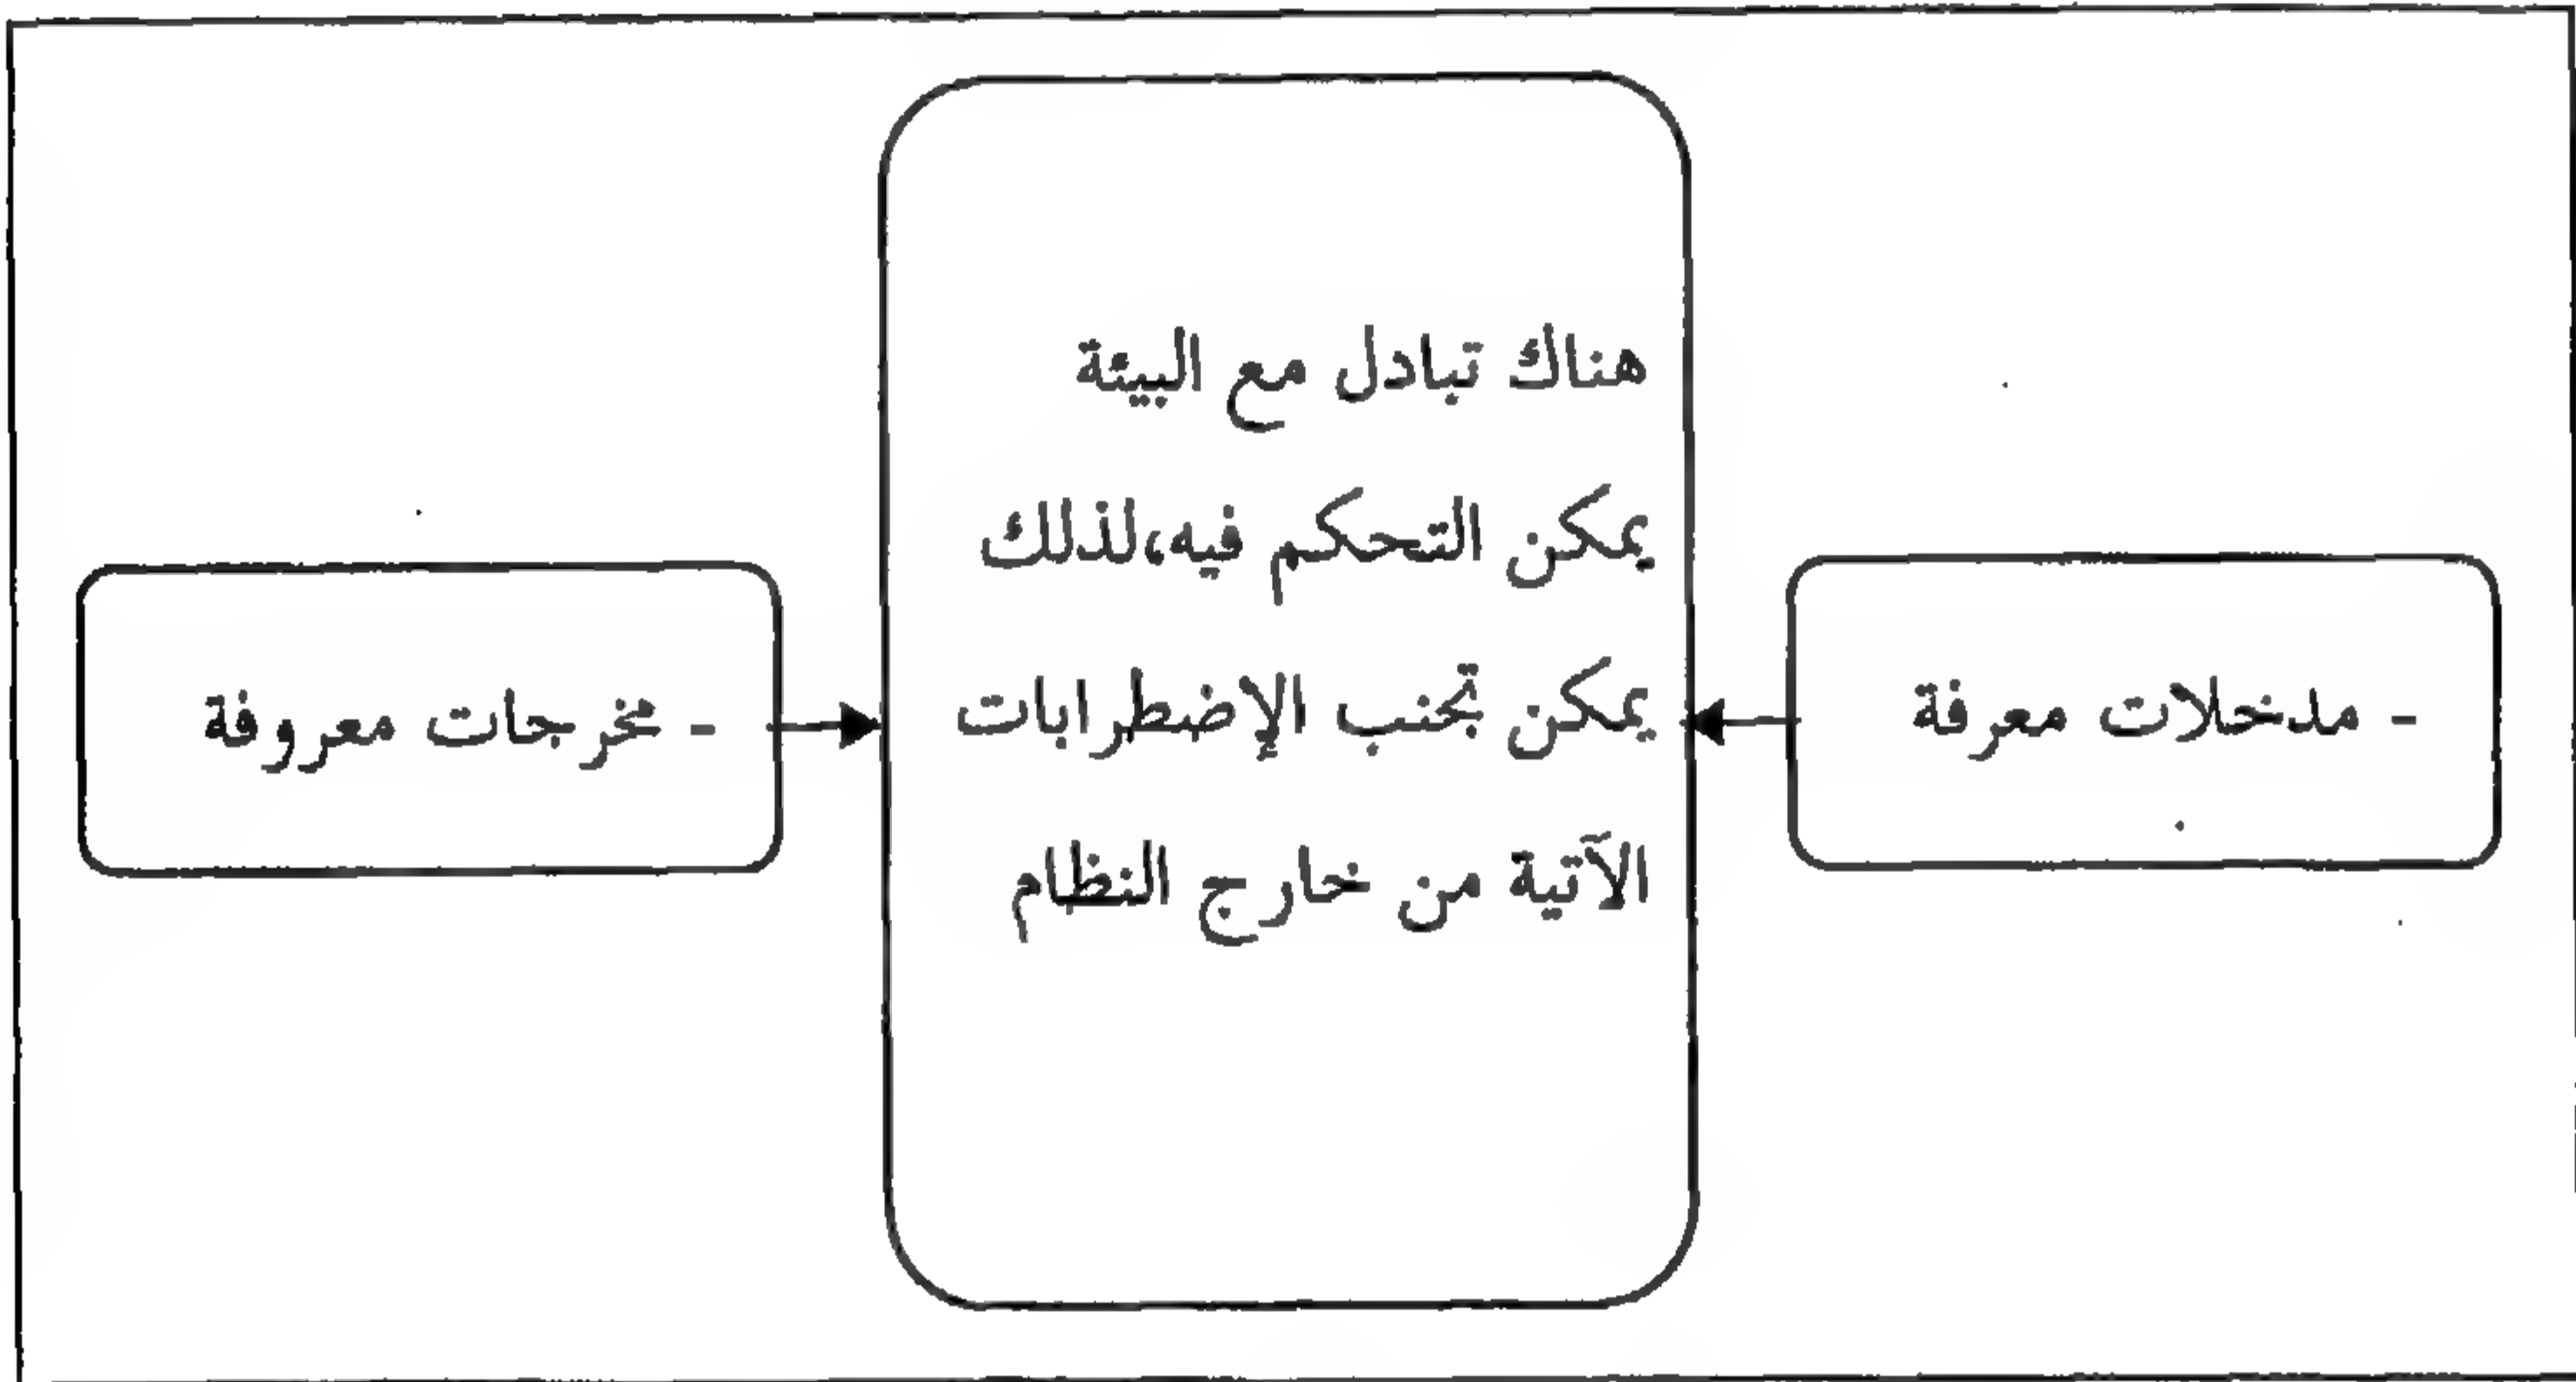 - مدخلات معرفة
هناك تبادل مع البيئة
يمكن التحكم فيه،لذلك
يمكن تجنب الإضطرابات
الآتية من خارج النظام
- مخرجات معروفة